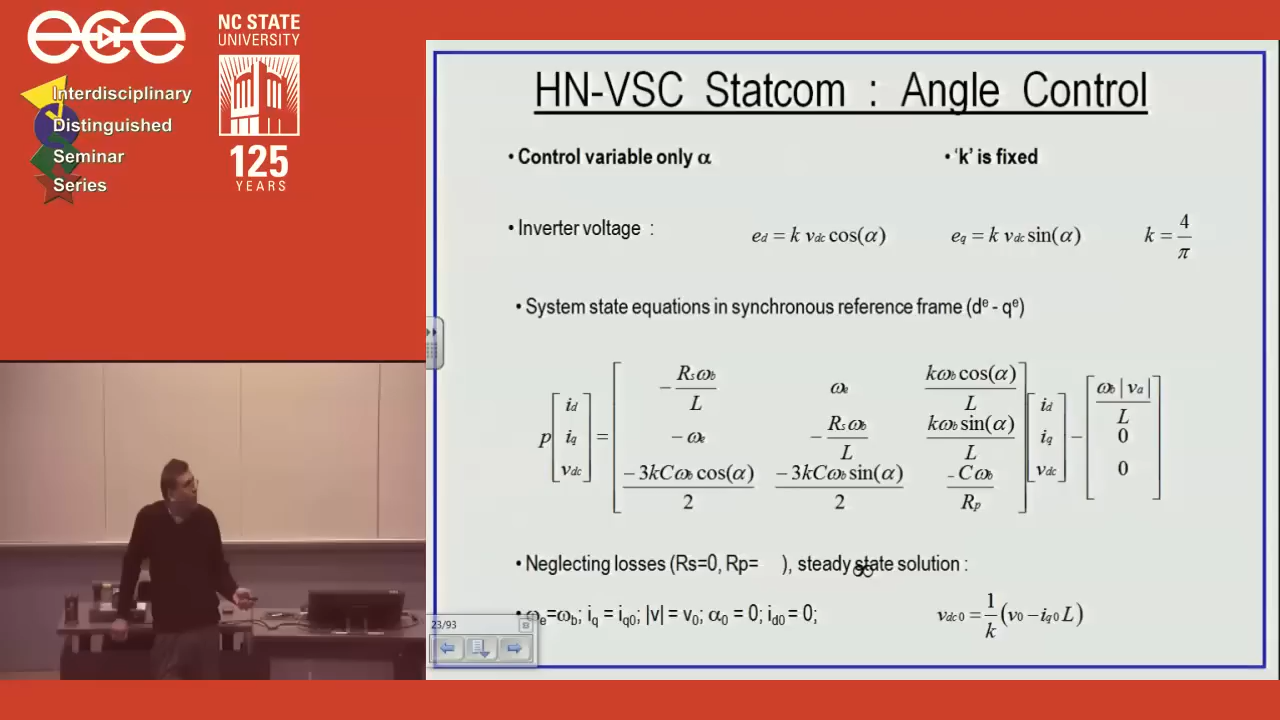 ece
NC STATE
UNIVERSITY
Interdisciplinary
Distinguished
Seminar
Series
125
YEARS
HN-VSC Statcom : Angle Control
• Control variable only α
• 'k' is fixed
• Inverter voltage : e_d = k v_dc cos(α) e_q = k v_dc sin(α) k = 4/π
• System state equations in synchronous reference frame (d^e - q^e)
p [i_d; i_q; v_dc] = [−R_sω_b/L, ω_e, kω_b cos(α)/L; −ω_e, −R_sω_b/L, kω_b sin(α)/L; −3kCω_b cos(α)/2, −3kCω_b sin(α)/2, −Cω_b/R_p] [i_d; i_q; v_dc] − [ω_b |v_a|/L; 0; 0]
• Neglecting losses (Rs=0, Rp= ∞), steady state solution :
• ω_e=ω_b; i_q = i_q0; |v| = v_0; α_0 = 0; i_d0 = 0; v_dc0 = 1/k (v_0 − i_q0 L)
23/93